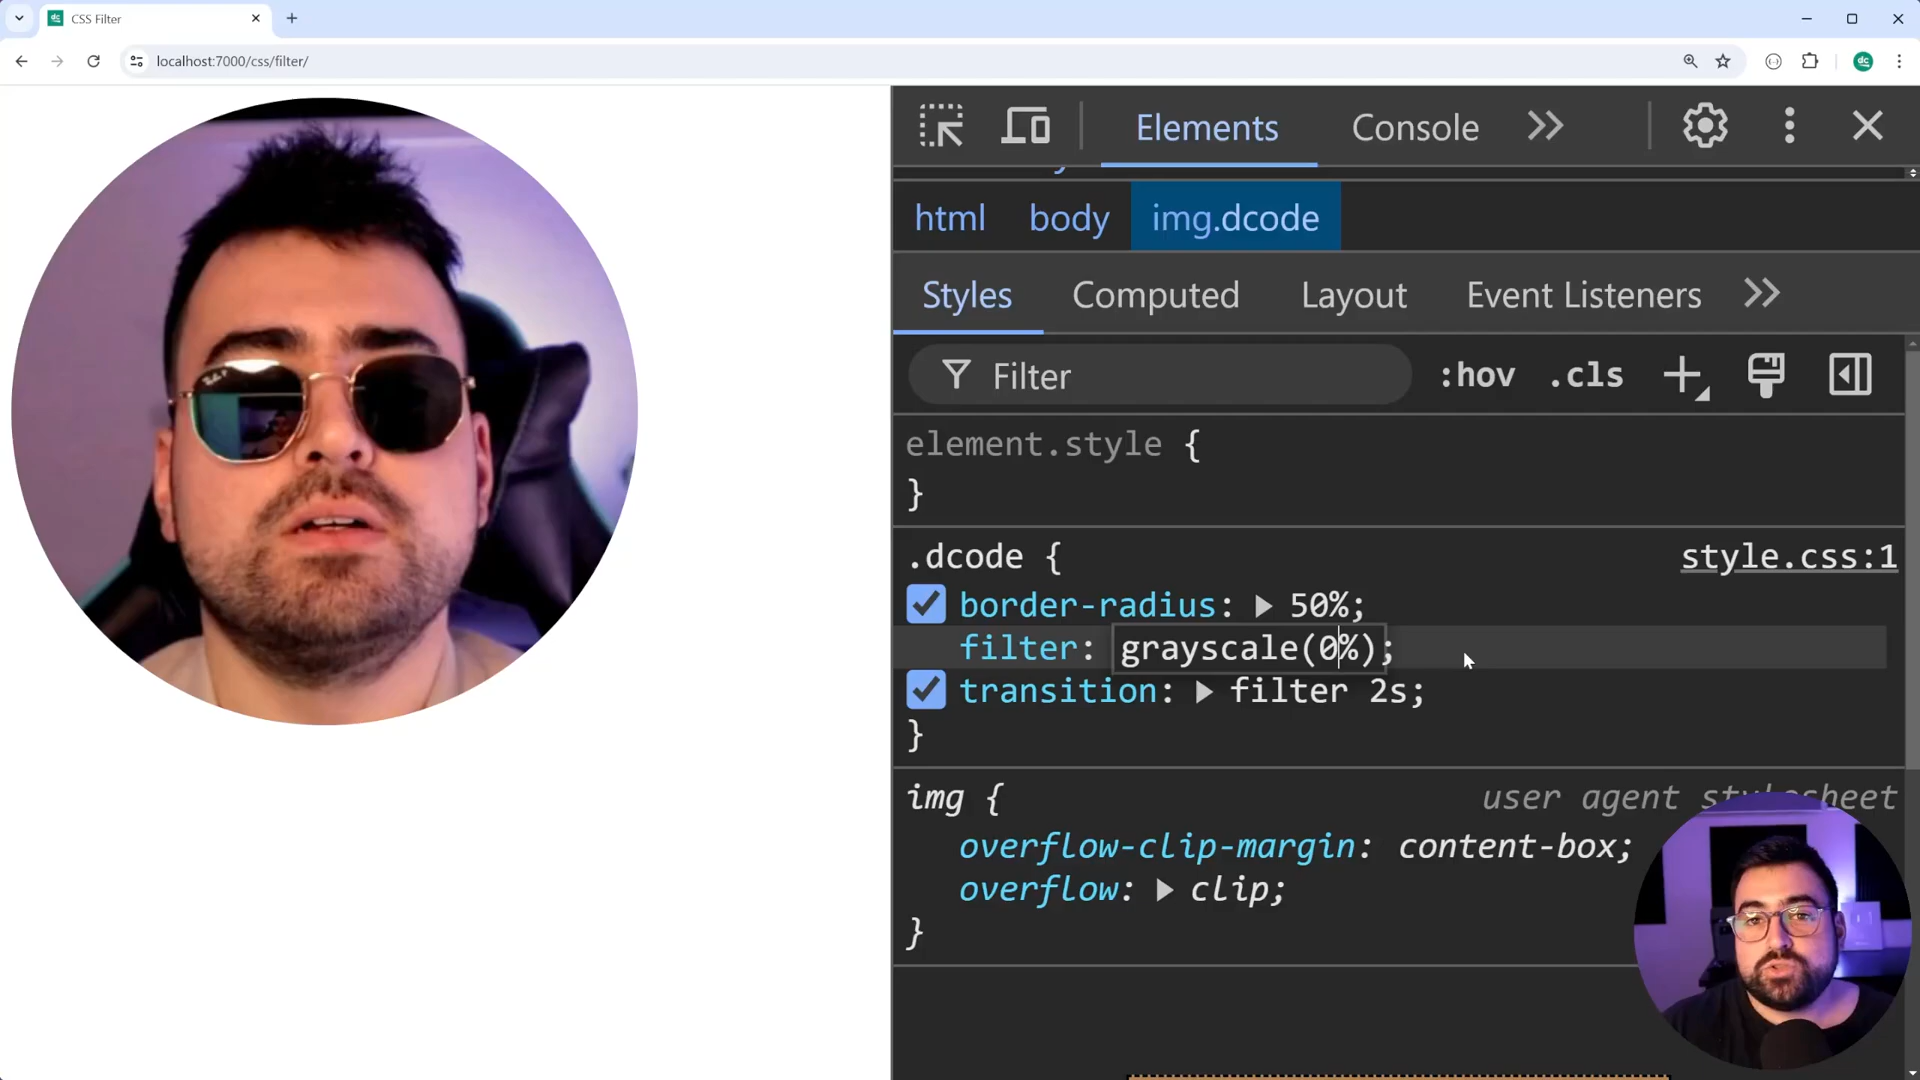 CSS Filter
localhost:7000/css/filter/
Elements Console
html body img.dcode
Styles Computed Layout Event Listeners
Filter :hov .cls
element.style {
}
.dcode { style.css:1
border-radius: 50%;
filter: grayscale(0%);
transition: filter 2s;
}
img { user agent stylesheet
overflow-clip-margin: content-box;
overflow: clip;
}